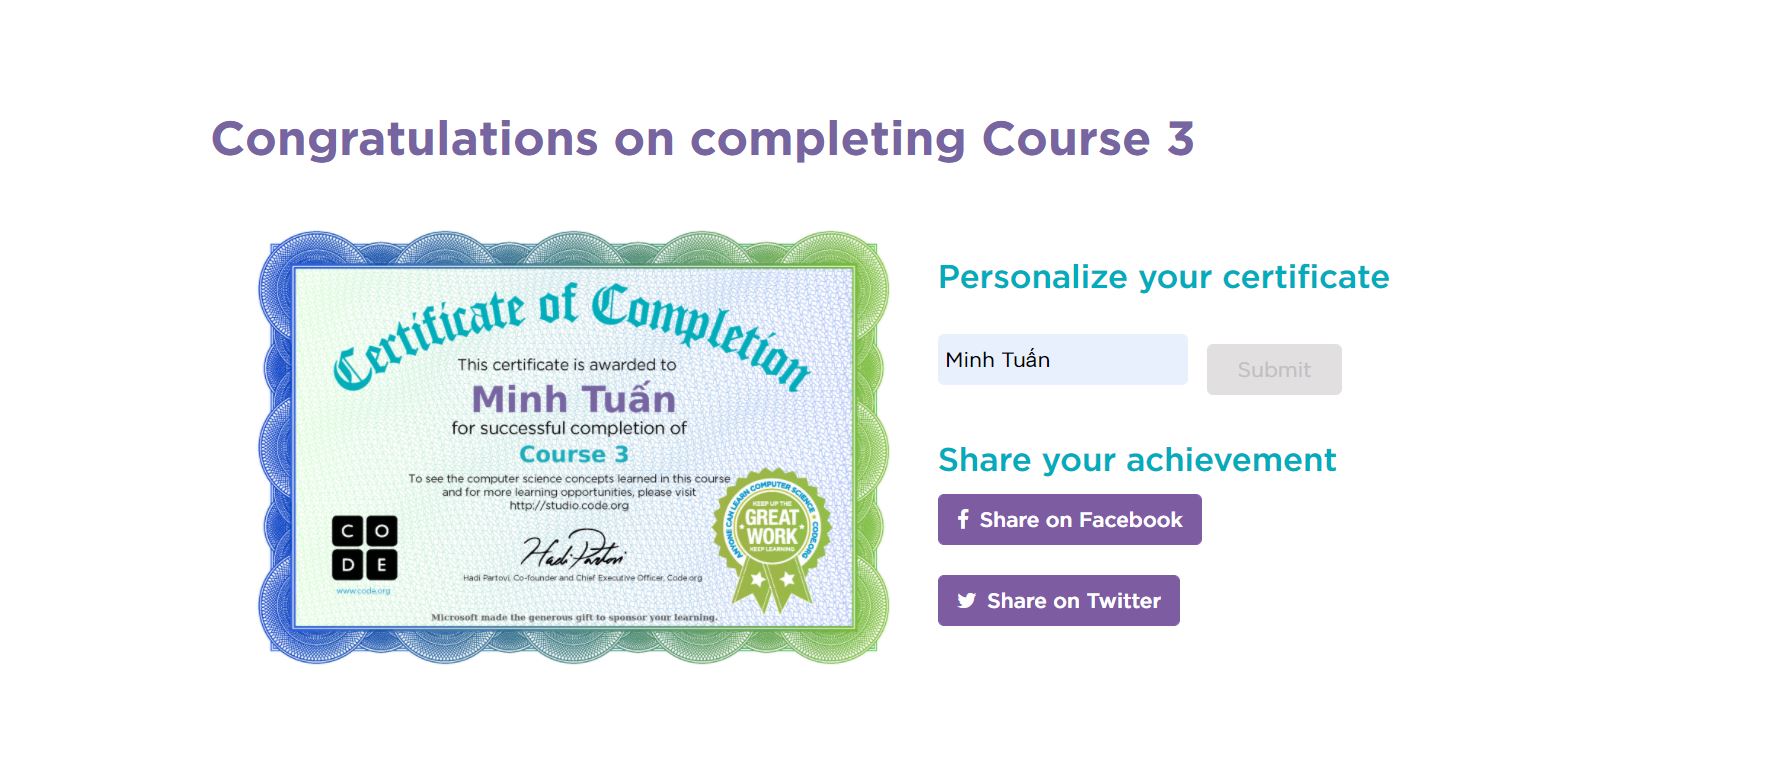 Congratulations on completing Course 3
Certificate of Completion
This certificate is awarded to
Minh Tuấn
for successful completion of
Course 3
To see the computer science concepts learned in this course
and for more learning opportunities, please visit
http://studio.code.org
Hadi Partovi
Hadi Partovi, Co-founder and Chief Executive Officer, Code.org
C O
D E
www.code.org
ANYONE CAN LEARN COMPUTER SCIENCE
CODE.ORG
KEEP UP THE
GREAT
WORK
KEEP LEARNING
Microsoft made the generous gift to sponsor your learning.
Personalize your certificate
Minh Tuấn
Submit
Share your achievement
Share on Facebook
Share on Twitter